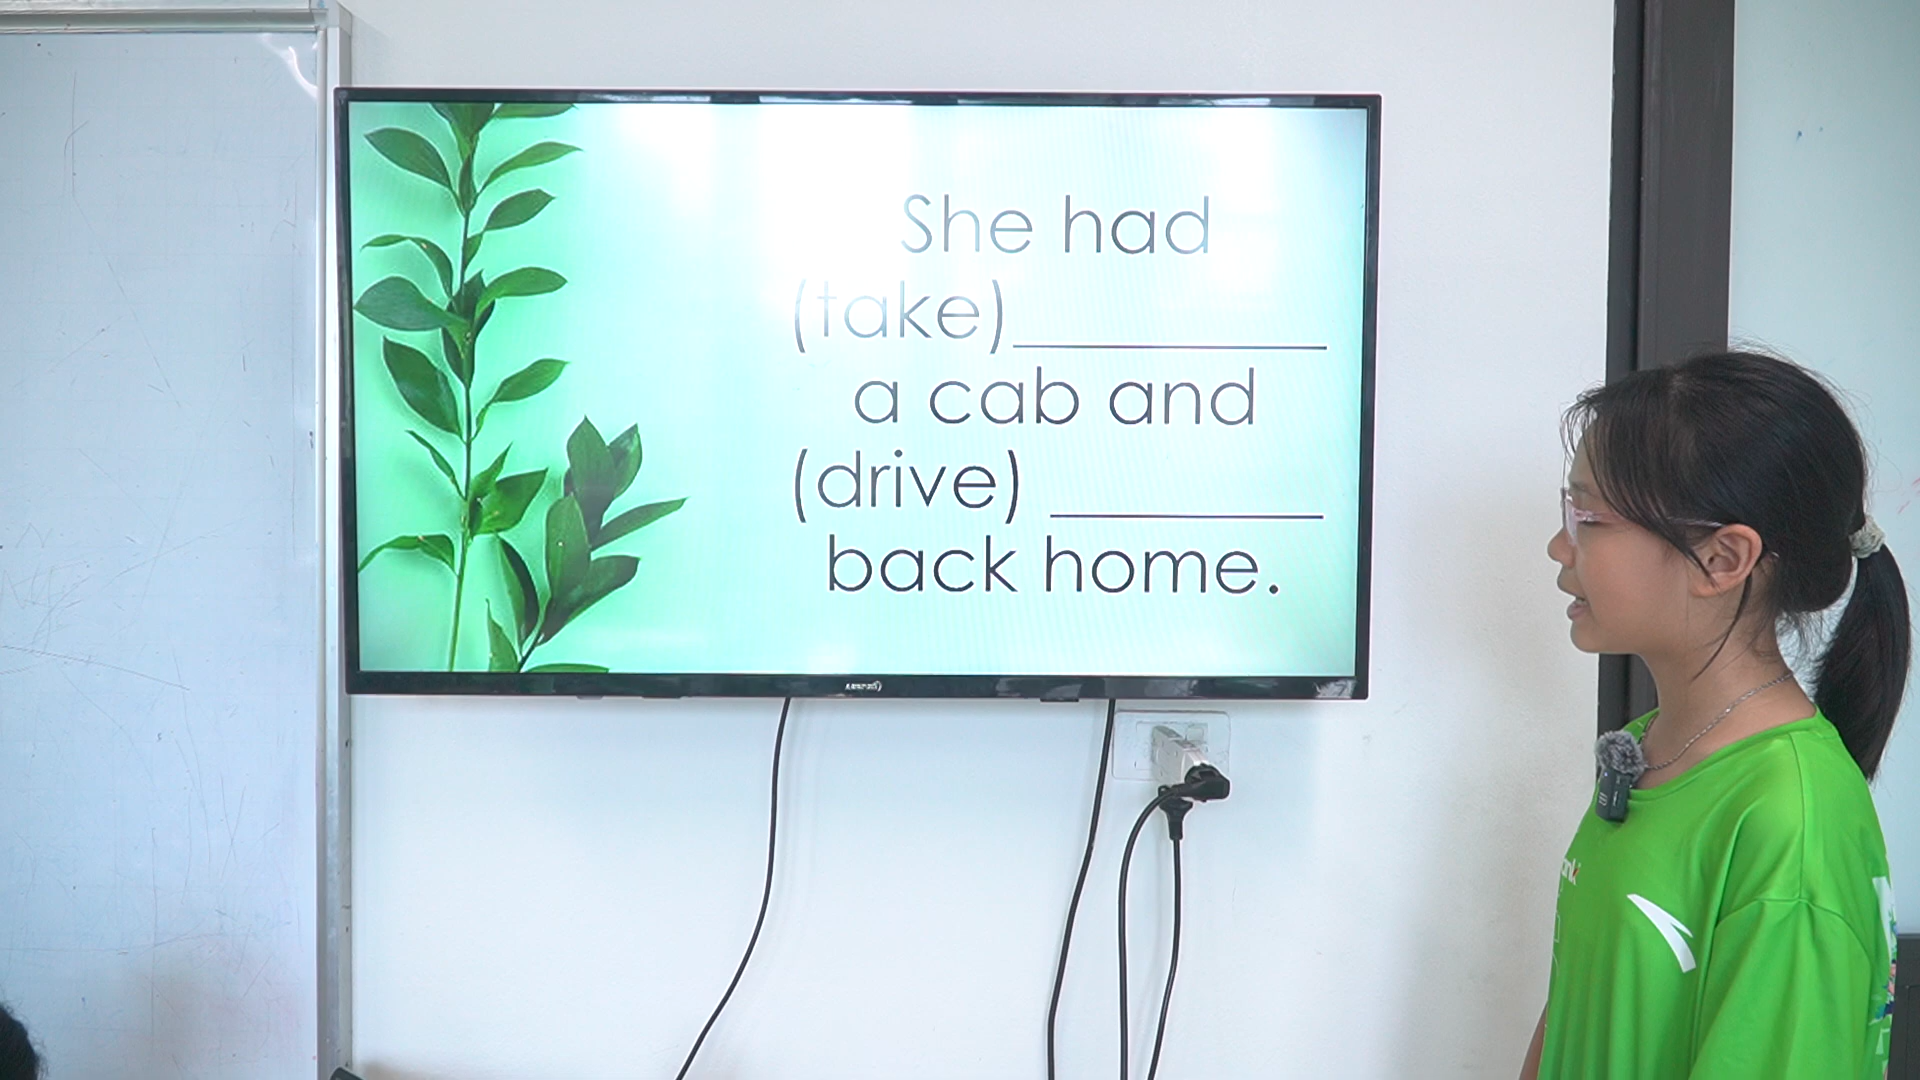 She had
(take)__________
a cab and
(drive) ________
back home.